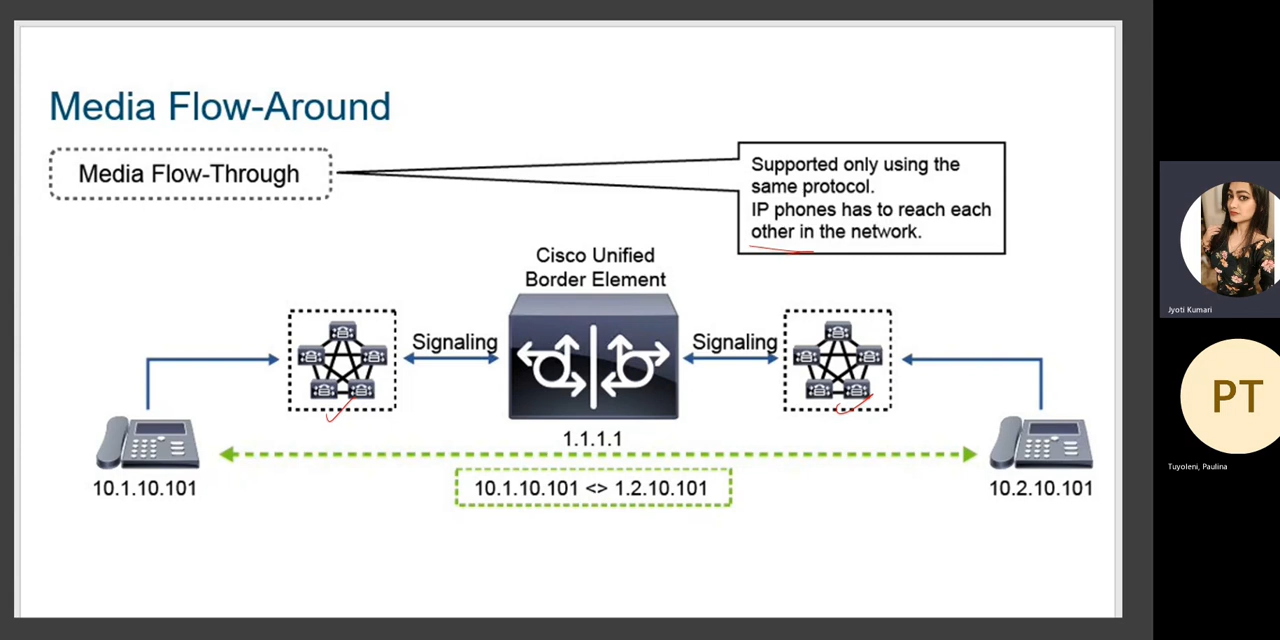 Media Flow-Around
Media Flow-Through
Supported only using the
same protocol.
IP phones has to reach each
other in the network.
Cisco Unified
Border Element
Signaling
Signaling
1.1.1.1
10.1.10.101
10.1.10.101 <> 1.2.10.101
10.2.10.101
Jyoti Kumari
PT
Tuyoleni, Paulina